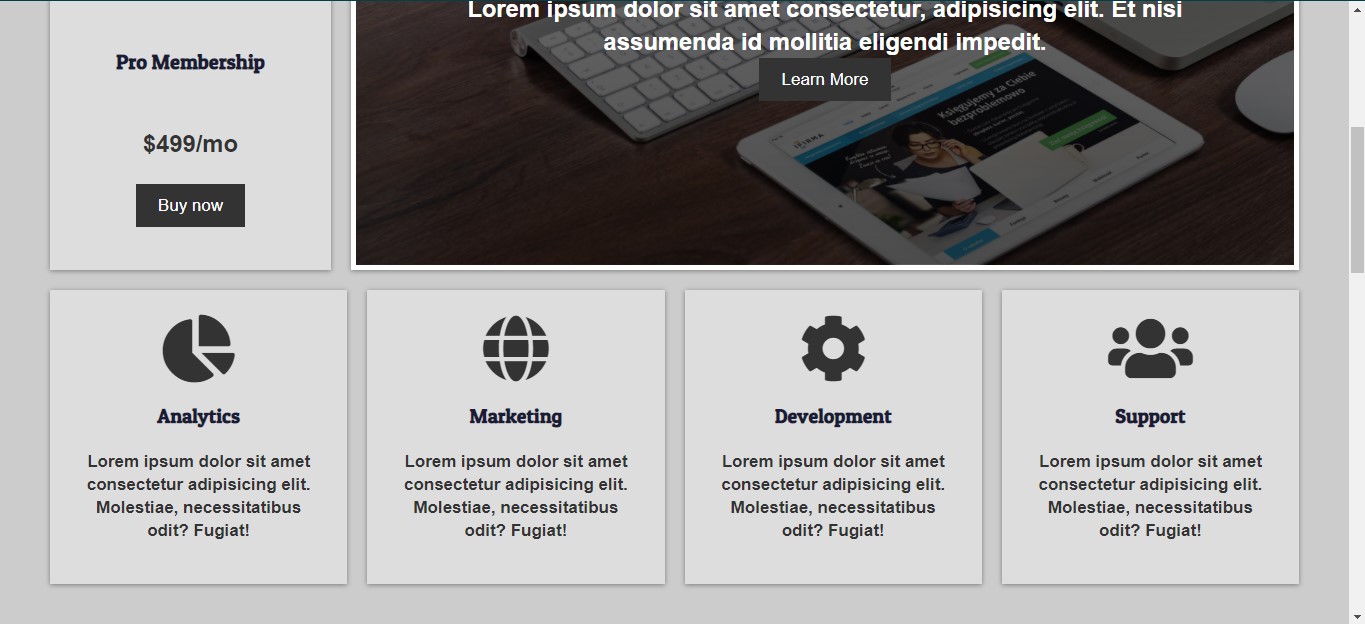 Lorem ipsum dolor sit amet consectetur, adipisicing elit. Et nisi
assumenda id mollitia eligendi impedit.
Learn More
Pro Membership
$499/mo
Buy now
Księgujemy za Ciebie
bezproblemowo
Analytics
Lorem ipsum dolor sit amet
consectetur adipisicing elit.
Molestiae, necessitatibus
odit? Fugiat!
Marketing
Lorem ipsum dolor sit amet
consectetur adipisicing elit.
Molestiae, necessitatibus
odit? Fugiat!
Development
Lorem ipsum dolor sit amet
consectetur adipisicing elit.
Molestiae, necessitatibus
odit? Fugiat!
Support
Lorem ipsum dolor sit amet
consectetur adipisicing elit.
Molestiae, necessitatibus
odit? Fugiat!